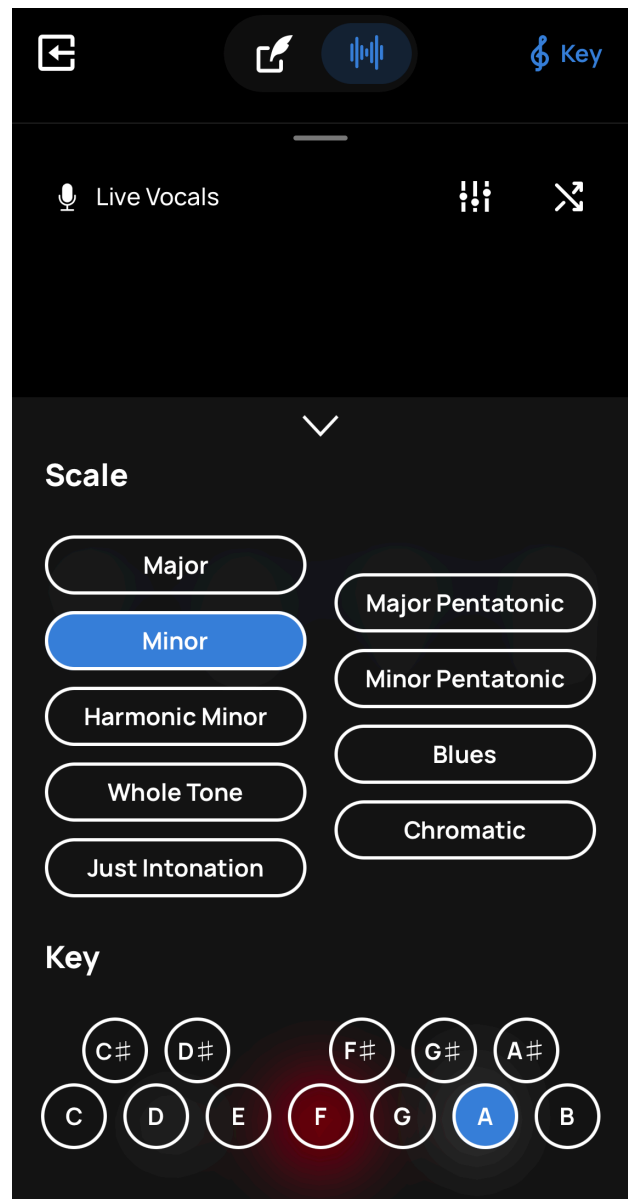 Key
Live Vocals
Scale
Major
Minor
Harmonic Minor
Whole Tone
Just Intonation
Major Pentatonic
Minor Pentatonic
Blues
Chromatic
Key
C♯ D♯ F♯ G♯ A♯
C D E F G A B